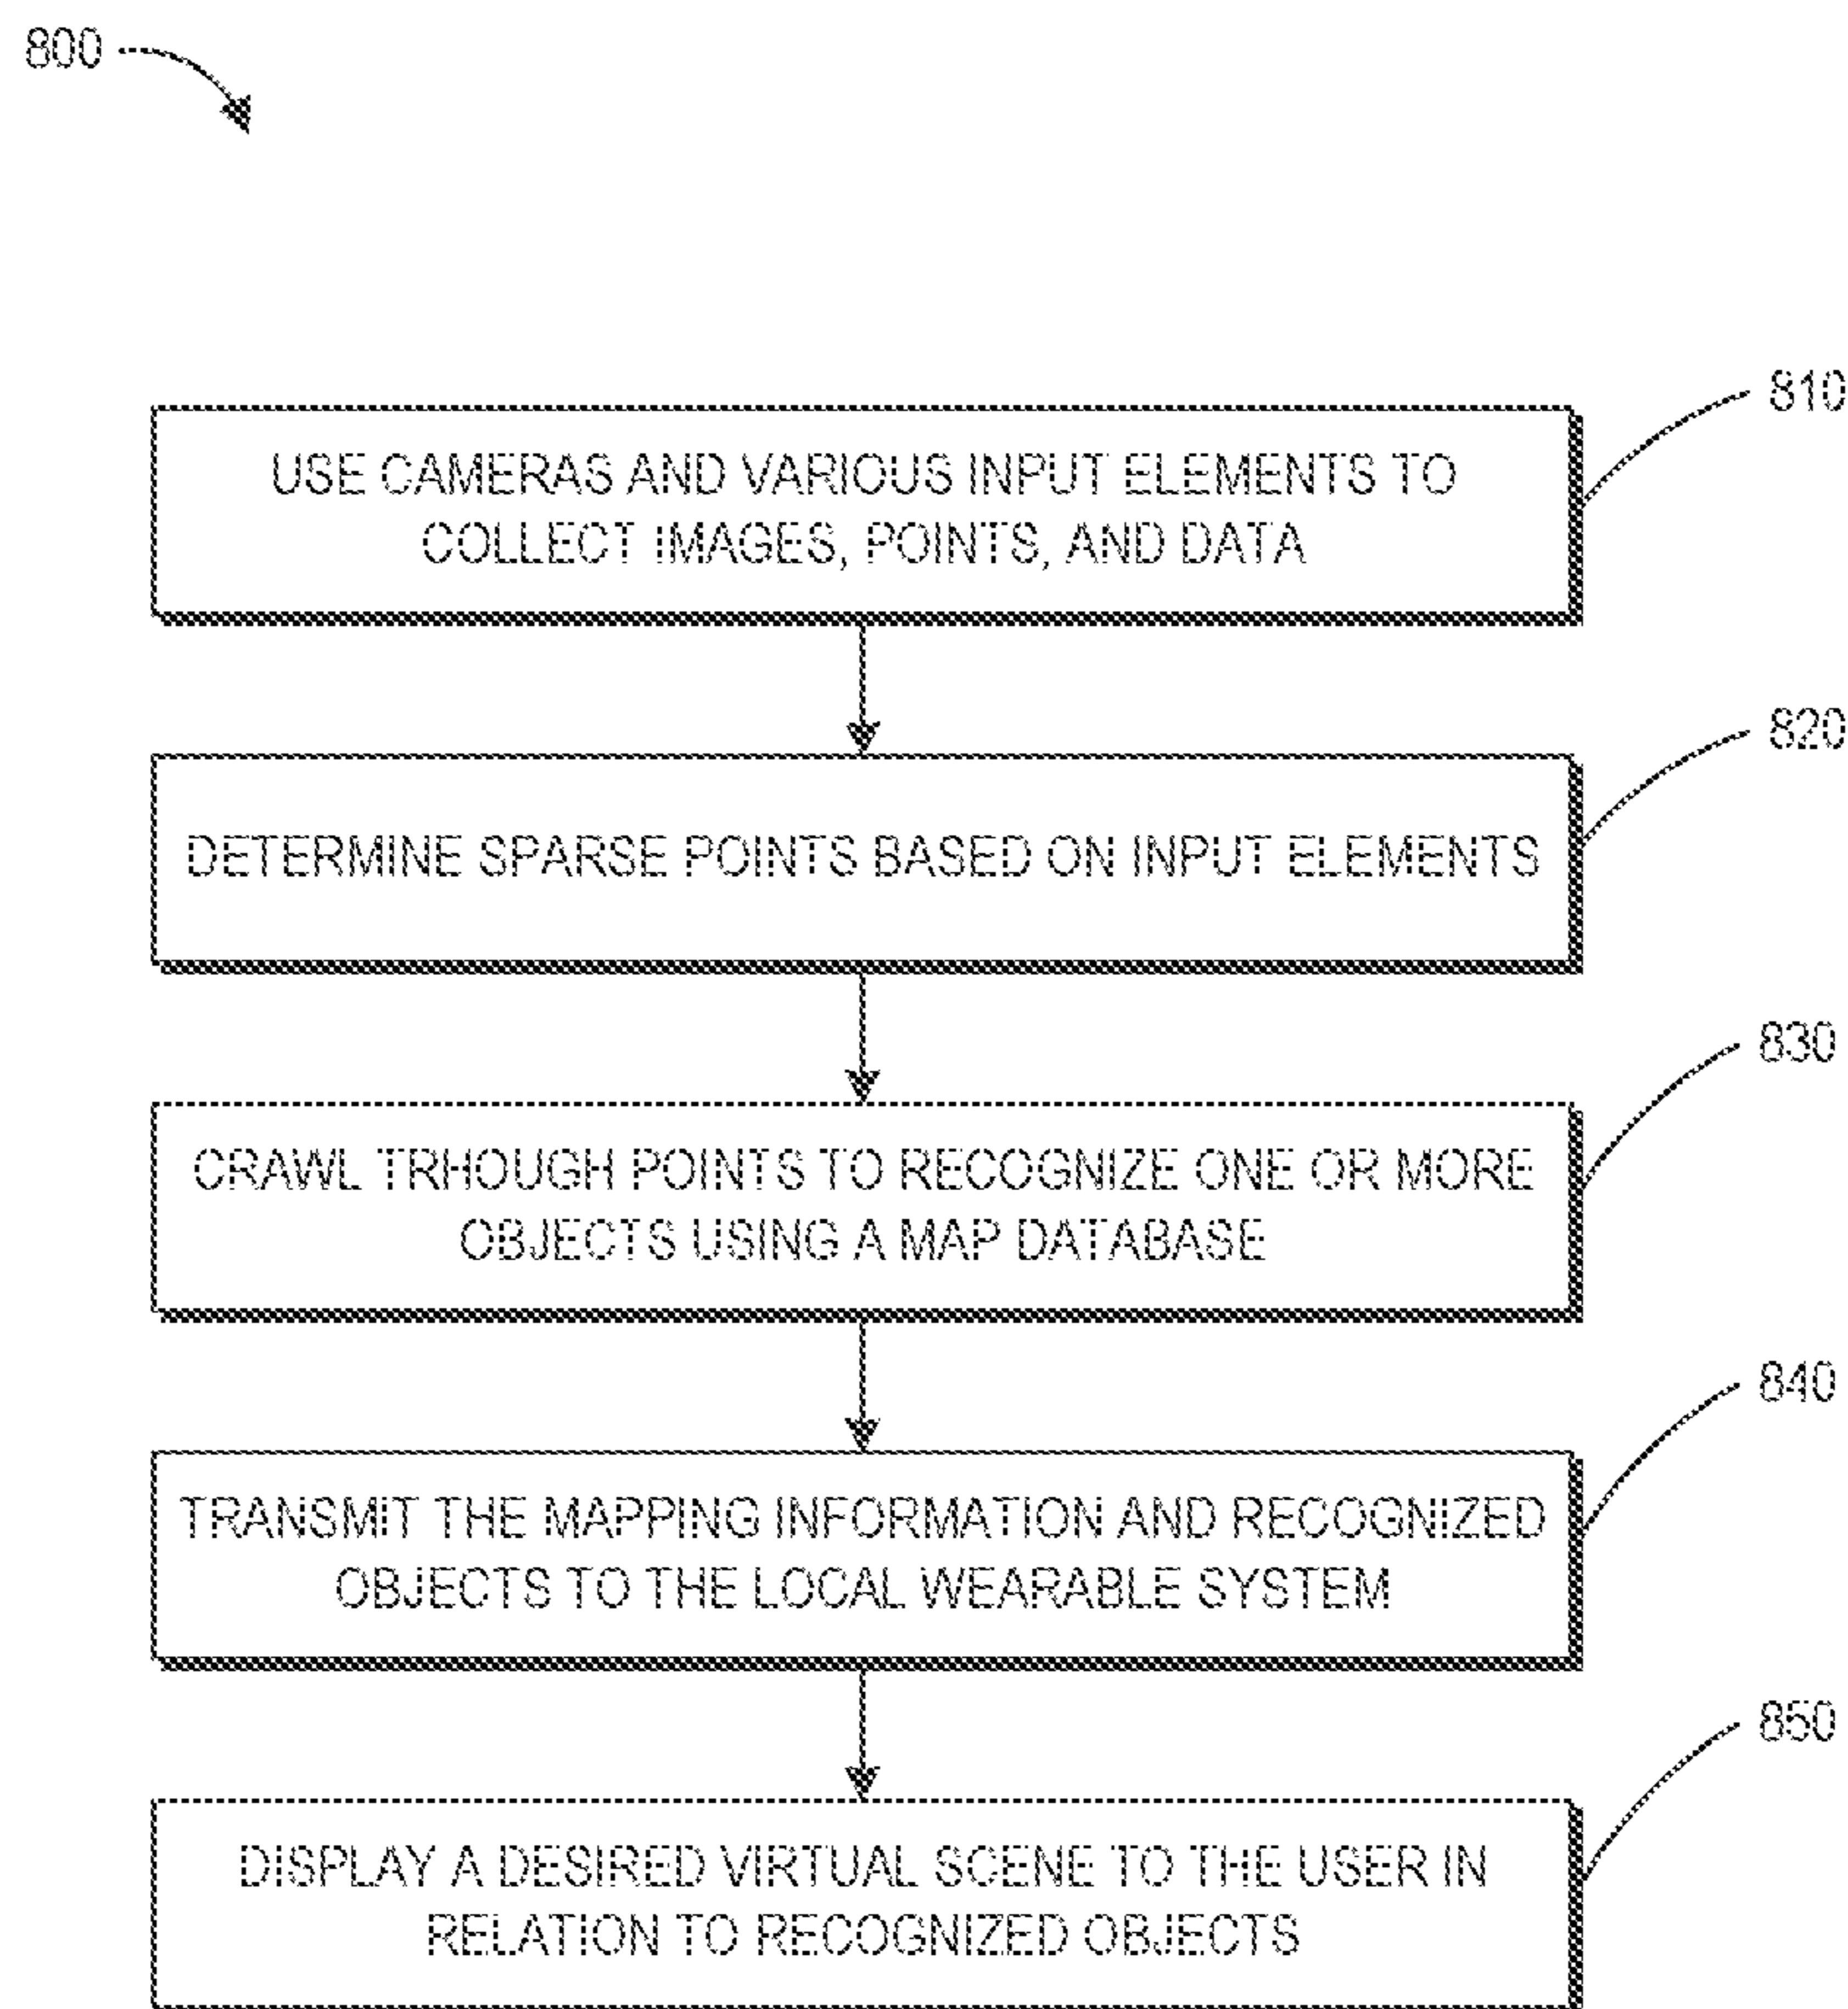 800
810
USE CAMERAS AND VARIOUS INPUT ELEMENTS TO
COLLECT IMAGES, POINTS, AND DATA
820
DETERMINE SPARSE POINTS BASED ON INPUT ELEMENTS
830
CRAWL TRHOUGH POINTS TO RECOGNIZE ONE OR MORE
OBJECTS USING A MAP DATABASE
840
TRANSMIT THE MAPPING INFORMATION AND RECOGNIZED
OBJECTS TO THE LOCAL WEARABLE SYSTEM
850
DISPLAY A DESIRED VIRTUAL SCENE TO THE USER IN
RELATION TO RECOGNIZED OBJECTS